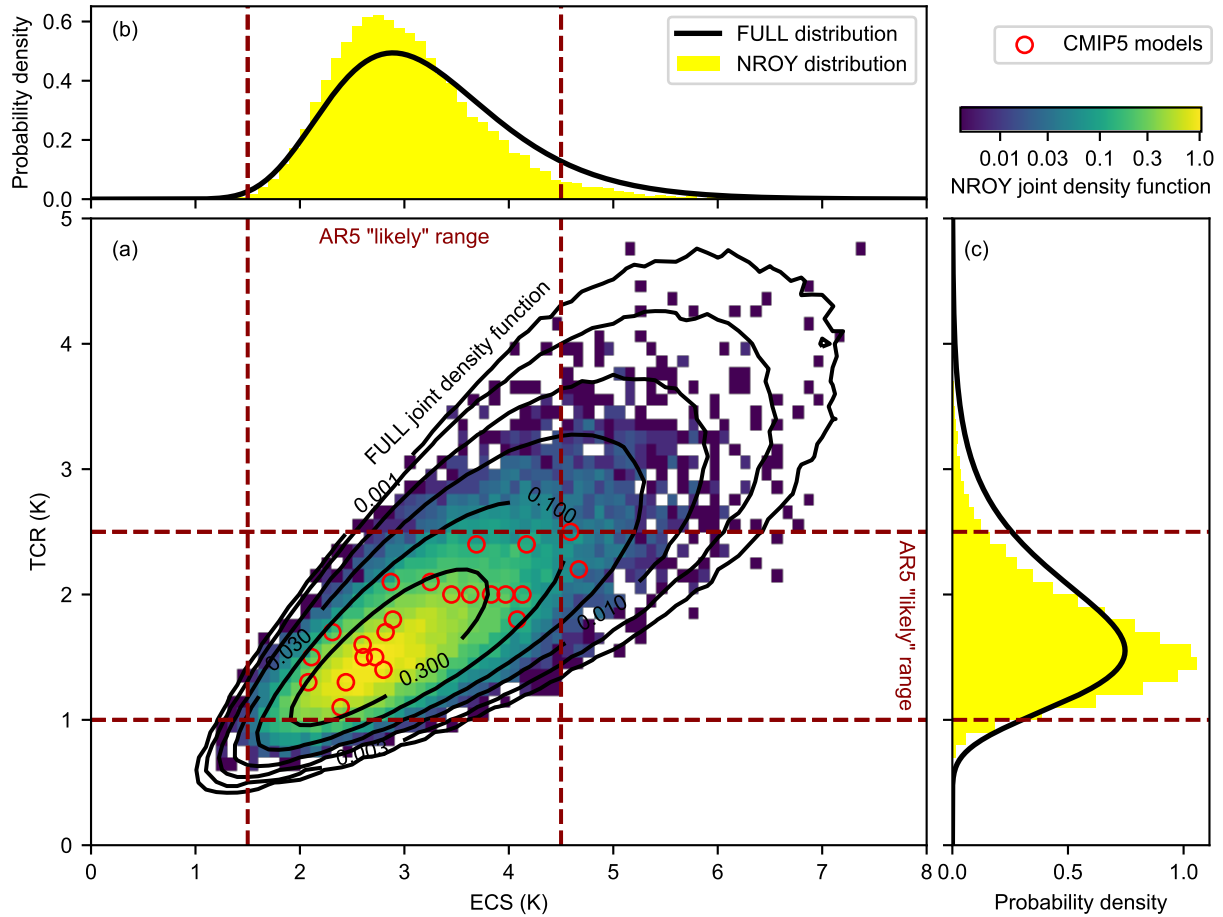 (b)
Probability density
0.6
0.4
0.2
0.0
FULL distribution
NROY distribution
CMIP5 models
0.01 0.03 0.1 0.3 1.0
NROY joint density function
(a)
AR5 "likely" range
FULL joint density function
0.001
0.100
0.030
0.010
0.300
0.003
AR5 "likely" range
TCR (K)
5
4
3
2
1
0
0 1 2 3 4 5 6 7 8
ECS (K)
(c)
0.0 0.5 1.0
Probability density